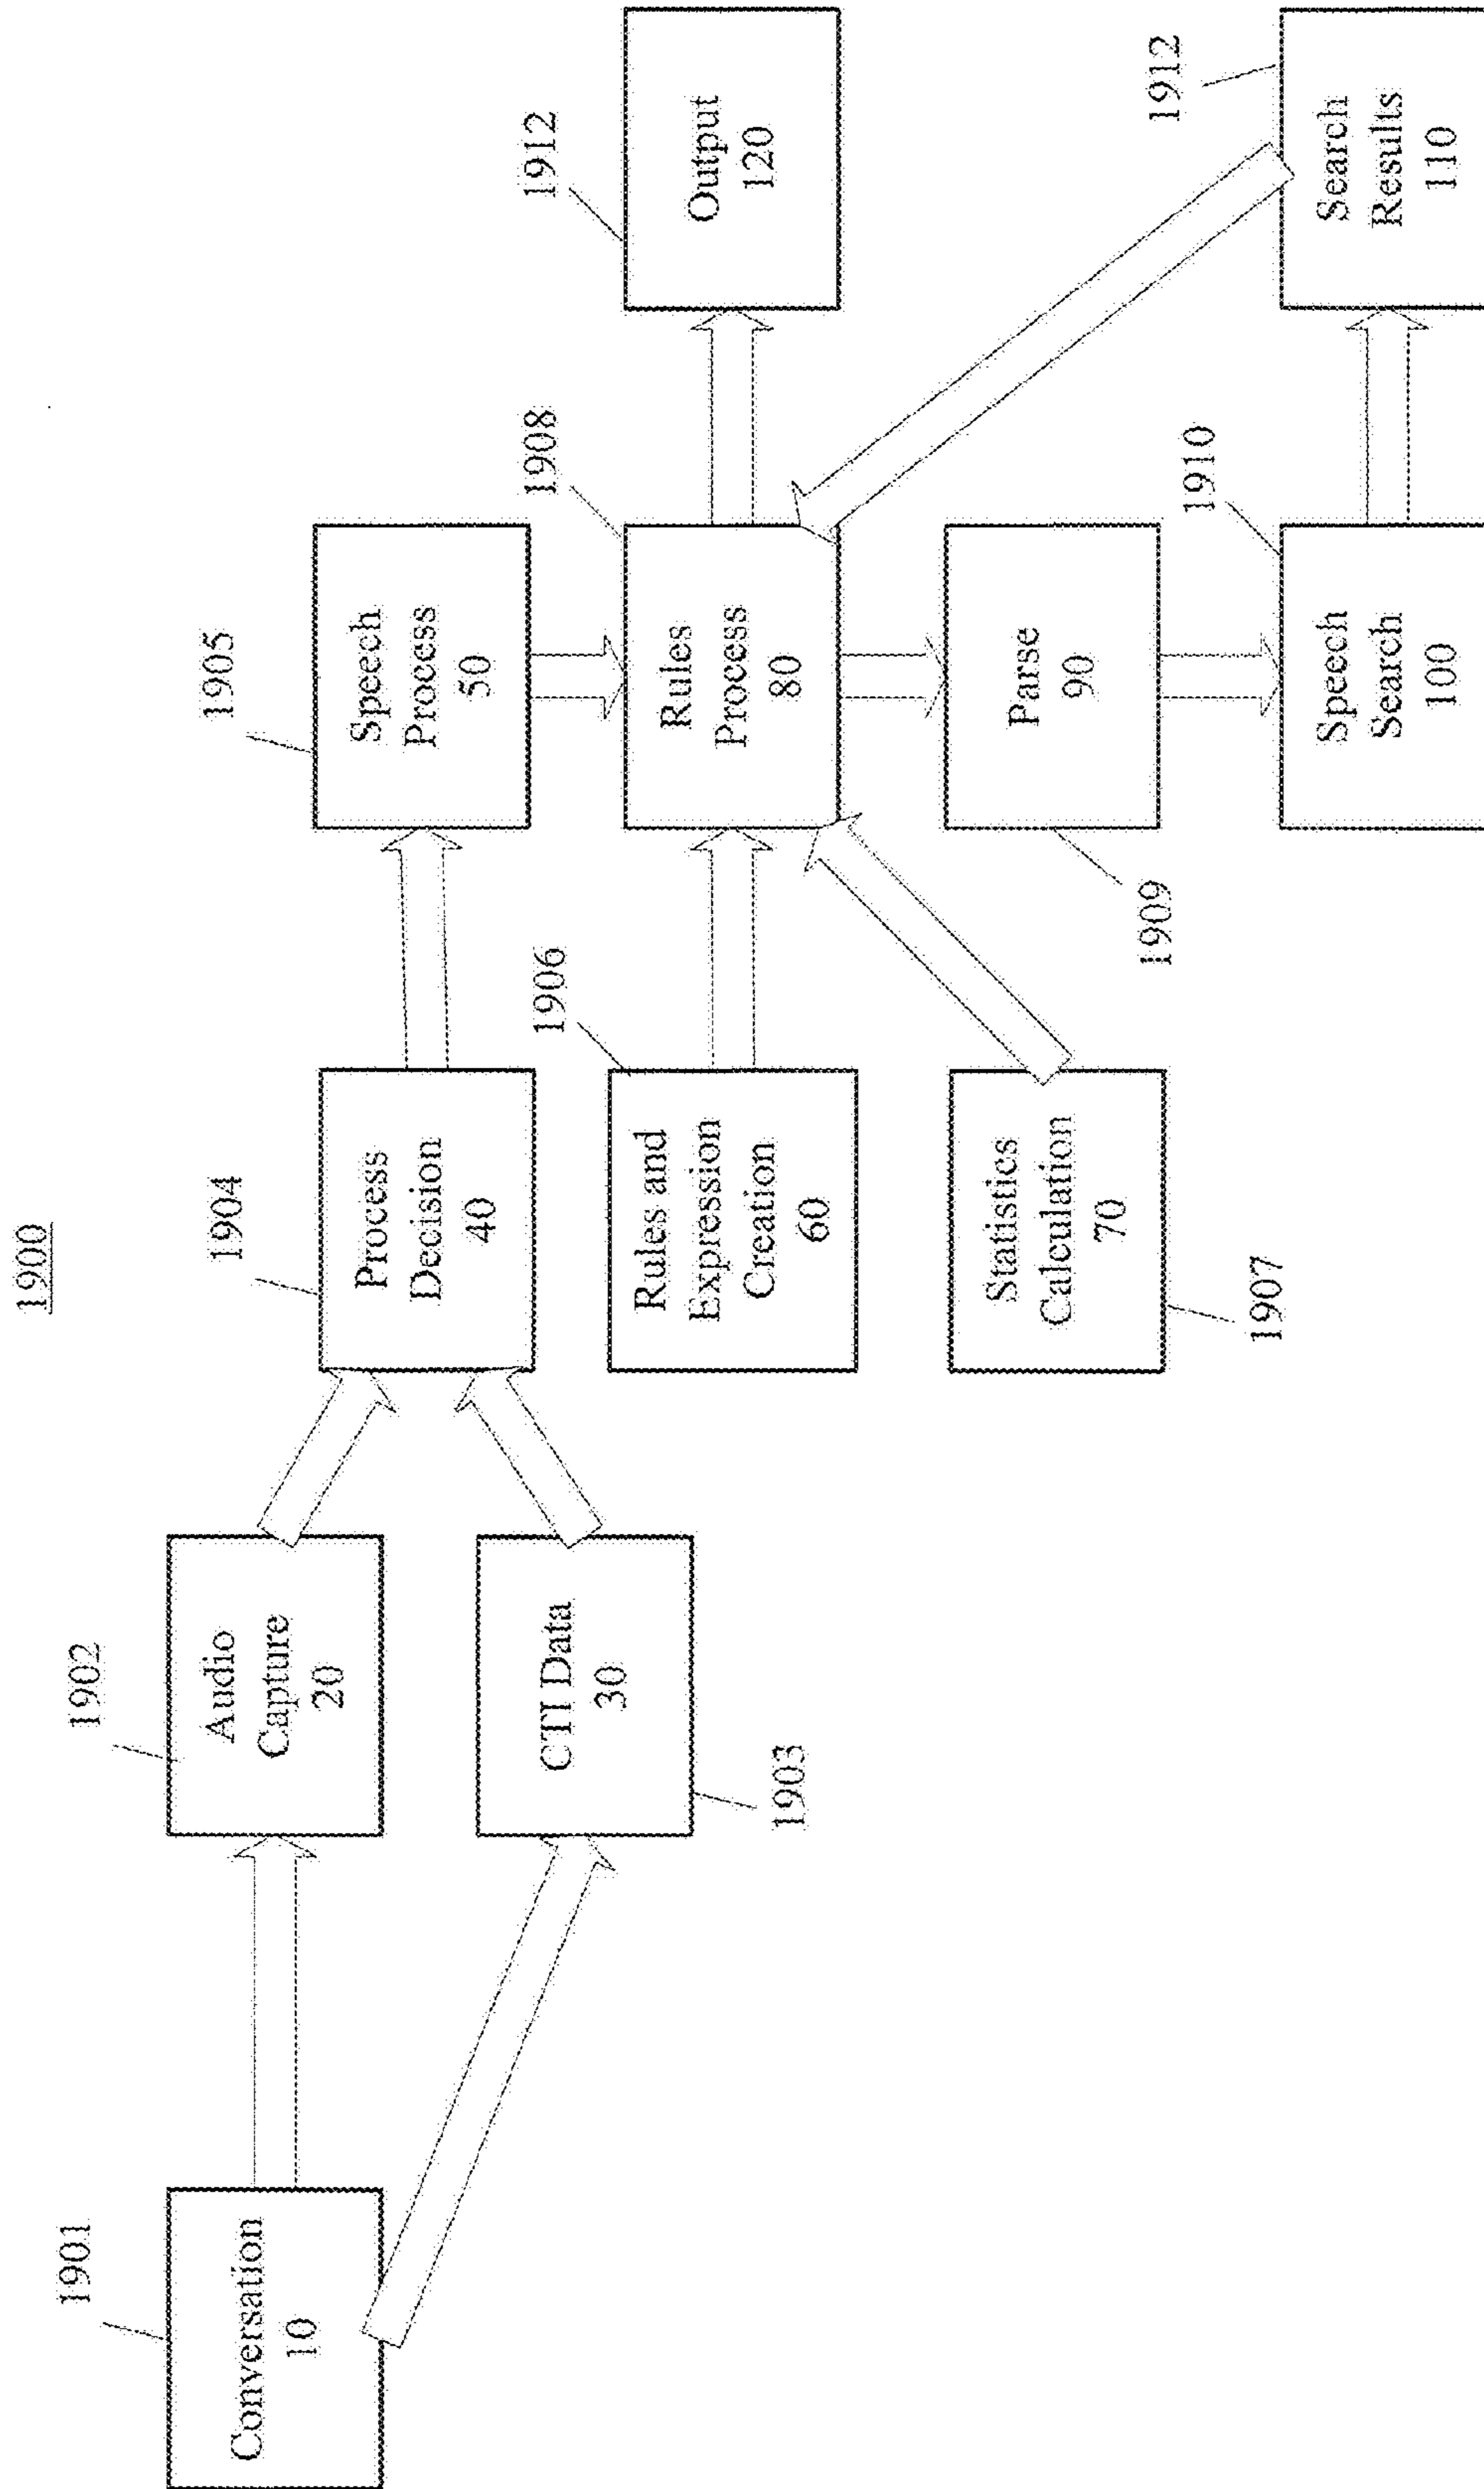 1900
1901
Conversation
10
1902
Audio
Capture
20
CTI Data
30
1903
1904
Process
Decision
40
1906
Rules and
Expression
Creation
60
Statistics
Calculation
70
1907
1905
Speech
Process
50
1908
Rules
Process
80
Parse
90
1909
1910
Speech
Search
100
1912
Output
120
1912
Search
Results
110